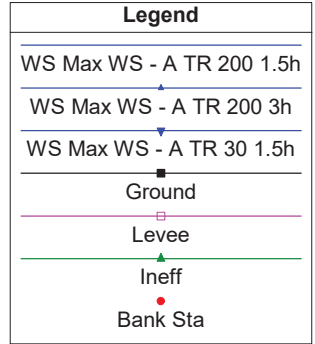 Legend
WS Max WS - A TR 200 1.5h
WS Max WS - A TR 200 3h
WS Max WS - A TR 30 1.5h
Ground
Levee
Ineff
Bank Sta